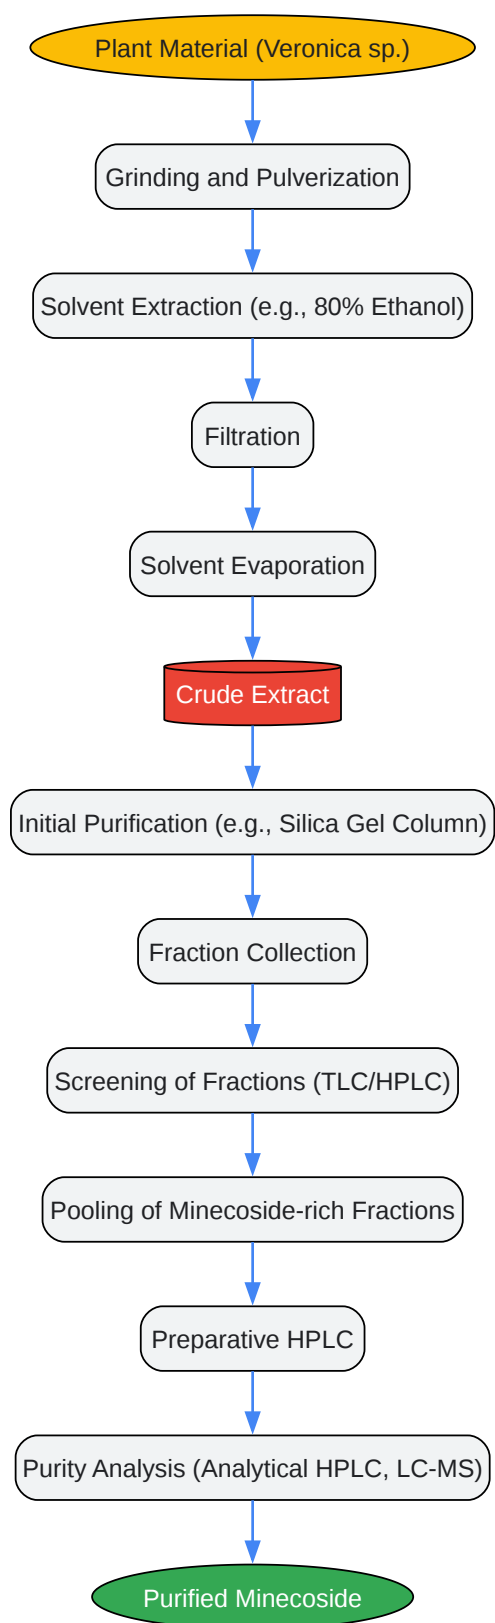 Plant Material (Veronica sp.)
Grinding and Pulverization
Solvent Extraction (e.g., 80% Ethanol)
Filtration
Solvent Evaporation
Crude Extract
Initial Purification (e.g., Silica Gel Column)
Fraction Collection
Screening of Fractions (TLC/HPLC)
Pooling of Minecoside-rich Fractions
Preparative HPLC
Purity Analysis (Analytical HPLC, LC-MS)
Purified Minecoside